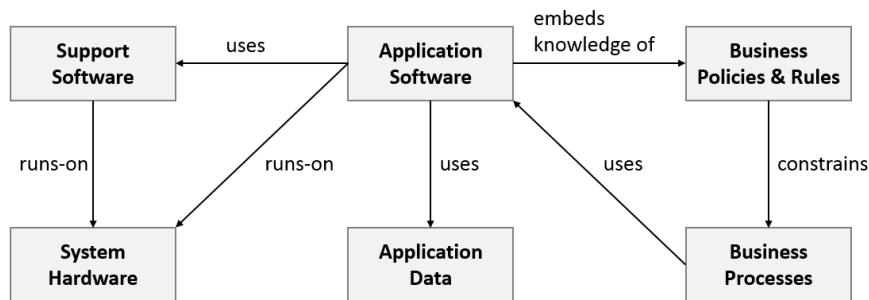 embeds
knowledge of
Support
Software
uses
Application
Software
Business
Policies & Rules
runs-on
runs-on
uses
uses
constrains
System
Hardware
Application
Data
Business
Processes